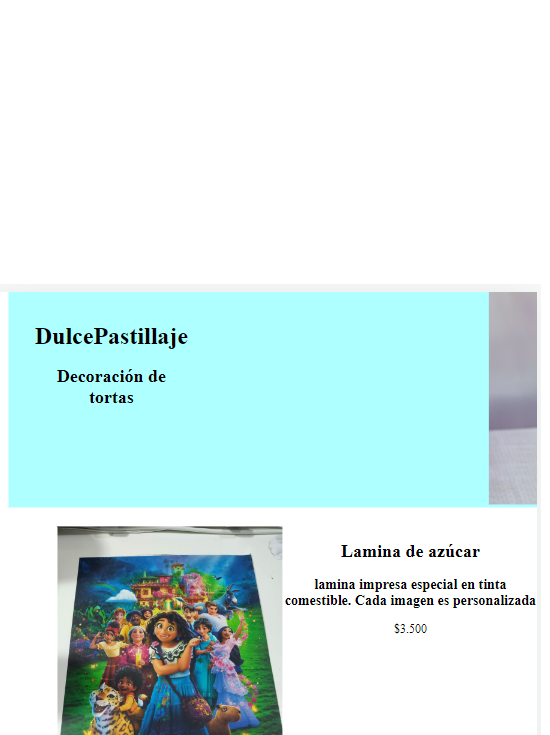 DulcePastillaje
Decoración de
tortas
Lamina de azúcar
lamina impresa especial en tinta
comestible. Cada imagen es personalizada
$3.500